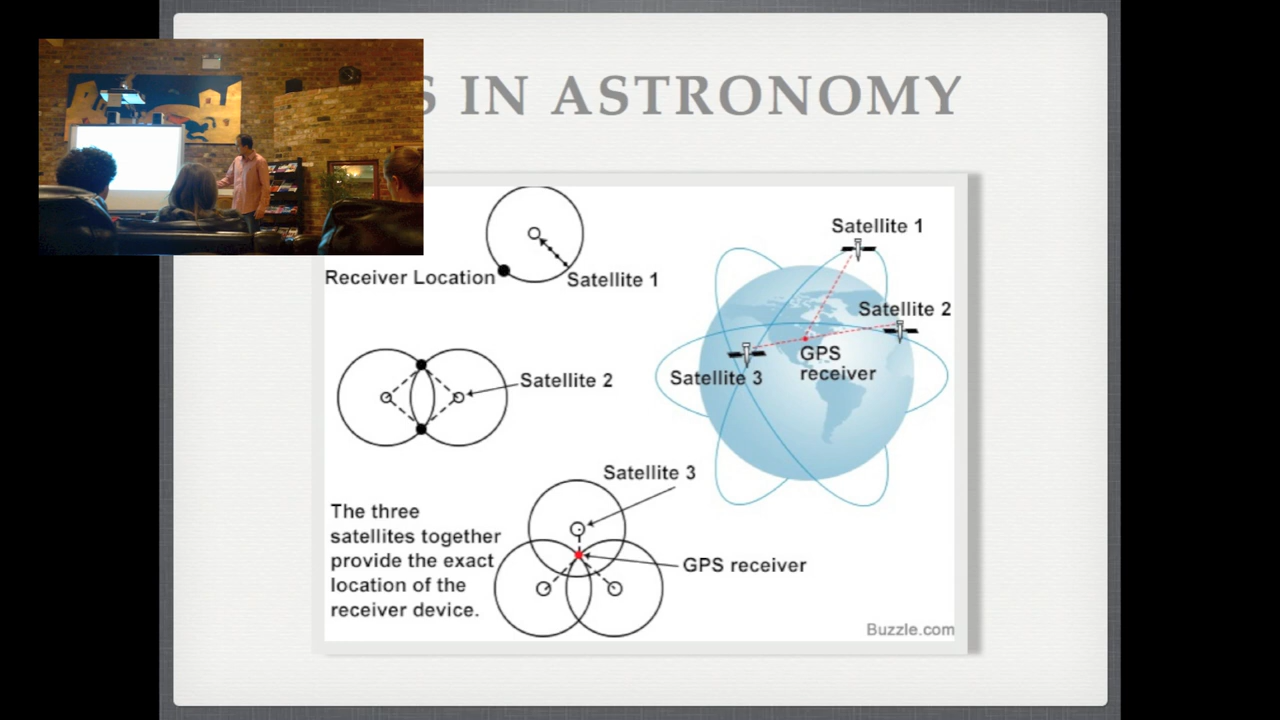 IN ASTRONOMY
Receiver Location
Satellite 1
Satellite 2
Satellite 3
The three
satellites together
provide the exact
location of the
receiver device.
GPS receiver
Satellite 1
Satellite 2
Satellite 3
GPS
receiver
Buzzle.com